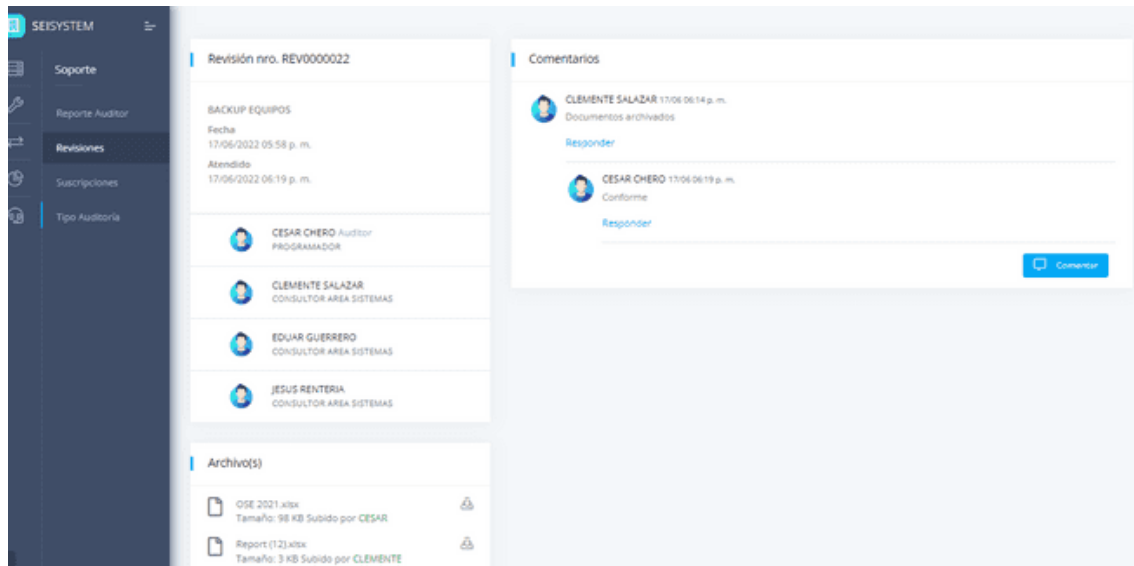 SEISYSTEM
Soporte
Reporte Auditor
Revisiones
Suscripciones
Tipo Auditoría
Revisión nro. REV0000022
BACKUP EQUIPOS
Fecha
17/06/2022 05:58 p. m.
Atendido
17/06/2022 06:19 p. m.
CESAR CHERO Auditor
PROGRAMADOR
CLEMENTE SALAZAR
CONSULTOR AREA SISTEMAS
EDUAR GUERRERO
CONSULTOR AREA SISTEMAS
JESUS RENTERIA
CONSULTOR AREA SISTEMAS
Archivo(s)
OSE 2021.xlsx
Tamaño: 98 KB Subido por CESAR
Report (12).xlsx
Tamaño: 3 KB Subido por CLEMENTE
Comentarios
CLEMENTE SALAZAR 17/06 06:14 p. m.
Documentos archivados
Responder
CESAR CHERO 17/06 06:19 p. m.
Conforme
Responder
Comentar